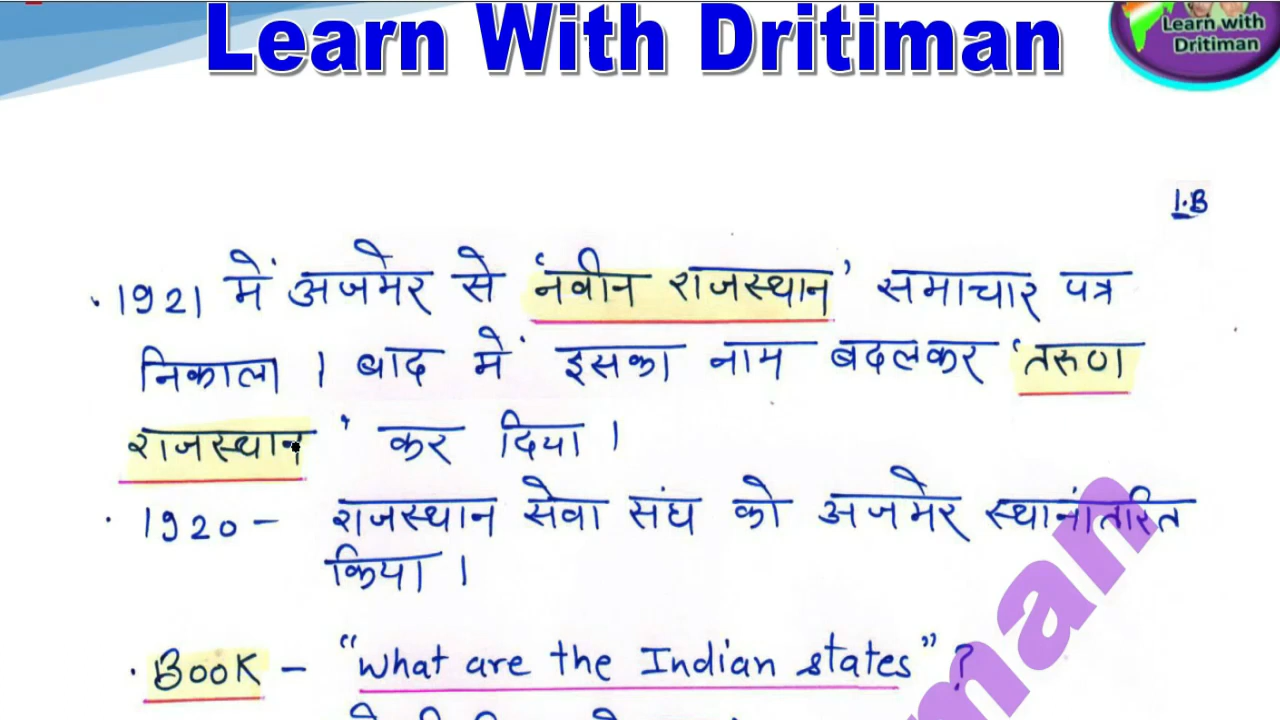 Learn With Dritiman
Learn with
Dritiman
1.B
• 1921 में अजमेर से 'नवीन राजस्थान' समाचार पत्र
निकाला । बाद में इसका नाम बदलकर 'तरुण
राजस्थान' कर दिया ।
• 1920 - राजस्थान सेवा संघ को अजमेर स्थानांतरित
किया ।
• Book - "What are the Indian states" ?
man